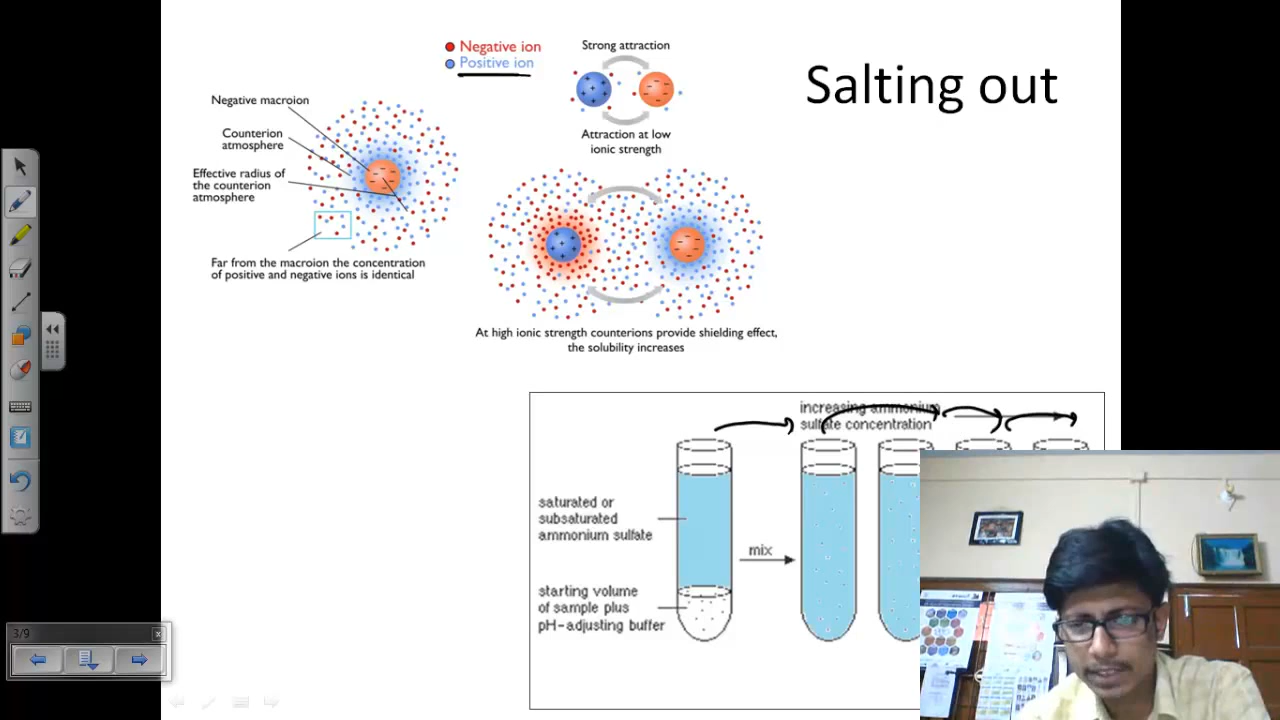 Negative ion
Positive ion
Strong attraction
Attraction at low
ionic strength
Salting out
Negative macroion
Counterion
atmosphere
Effective radius of
the counterion
atmosphere
Far from the macroion the concentration
of positive and negative ions is identical
At high ionic strength counterions provide shielding effect,
the solubility increases
increasing ammonium
sulfate concentration
saturated or
subsaturated
ammonium sulfate
mix
starting volume
of sample plus
pH-adjusting buffer
3/9